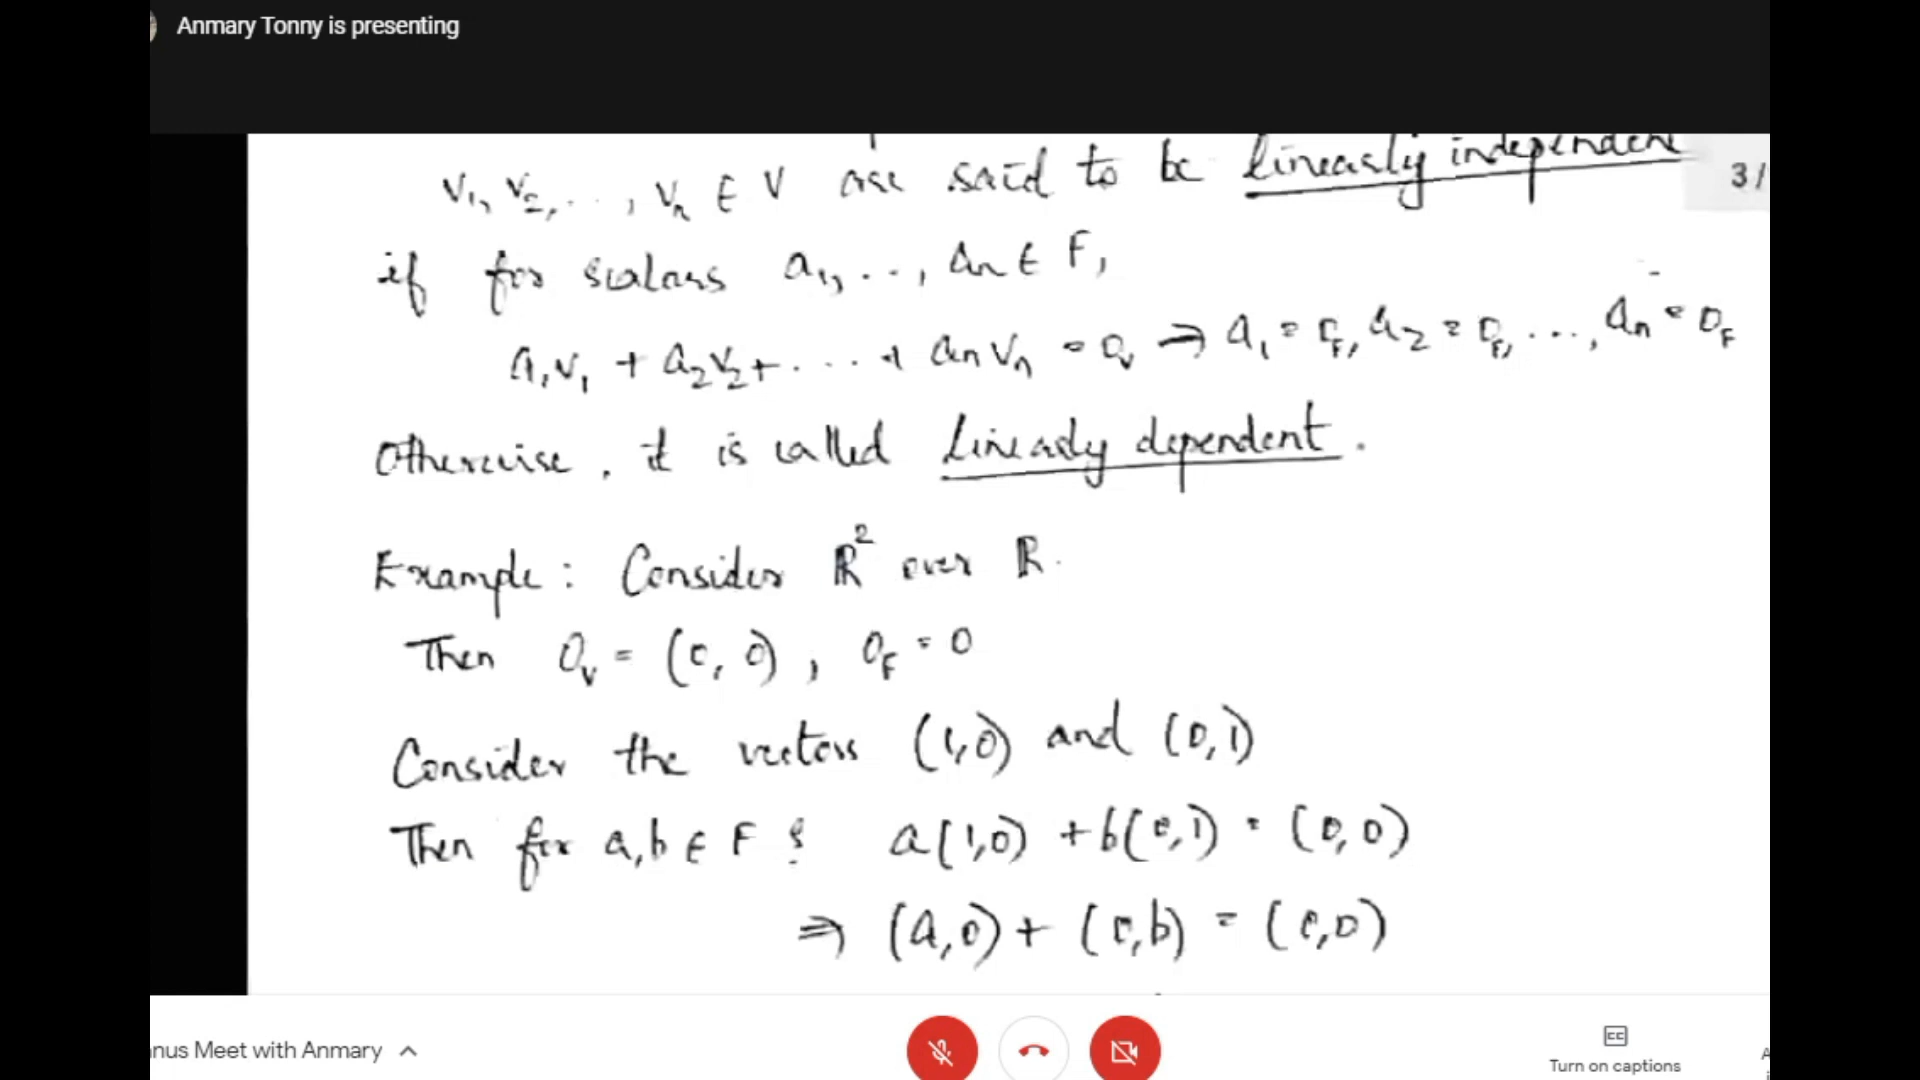 Anmary Tonny is presenting
v₁, v₂, . . . , vₙ ∈ V are said to be linearly independent
3/
if for scalars a₁, . . . , aₙ ∈ F,
a₁v₁ + a₂v₂ + . . . . + aₙvₙ = 0ᵥ ⇒ a₁ = 0_F, a₂ = 0_F, . . . , aₙ = 0_F
Otherwise, it is called Linearly dependent.
Example : Consider ℝ² over ℝ.
Then 0ᵥ = (0, 0) , 0_F = 0
Consider the vectors (1,0) and (0,1)
Then for a, b ∈ F : a(1,0) + b(0,1) = (0,0)
⇒ (a,0) + (0,b) = (0,0)
nus Meet with Anmary
CC
Turn on captions